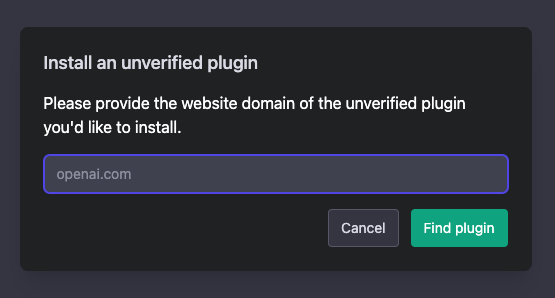 Install an unverified plugin
Please provide the website domain of the unverified plugin
you'd like to install.
openai.com
Cancel
Find plugin